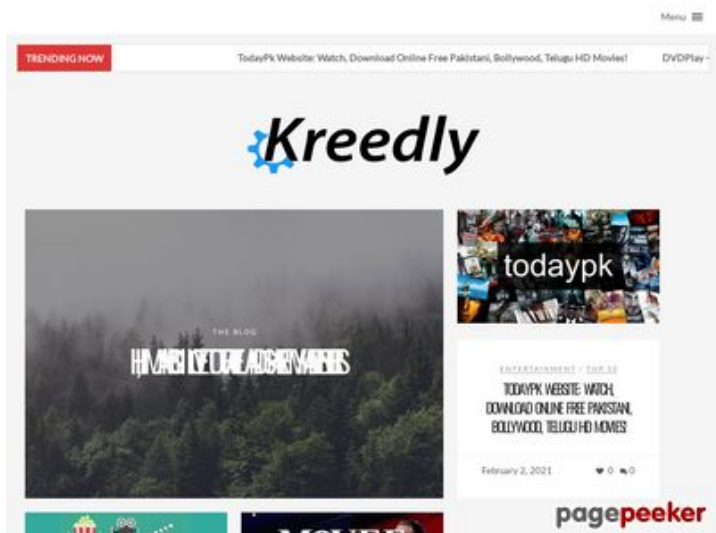 Menu
TRENDING NOW
TodayPk Website: Watch, Download Online Free Pakistani, Bollywood, Telugu HD Movies!
DVDPlay -
Kreedly
THE BLOG
todaypk
ENTERTAINMENT / TOP 10
TODAYPK WEBSITE: WATCH,
DOWNLOAD ONLINE FREE PAKISTANI,
BOLLYWOOD, TELUGU HD MOVIES!
February 2, 2021
0
0
pagepeeker